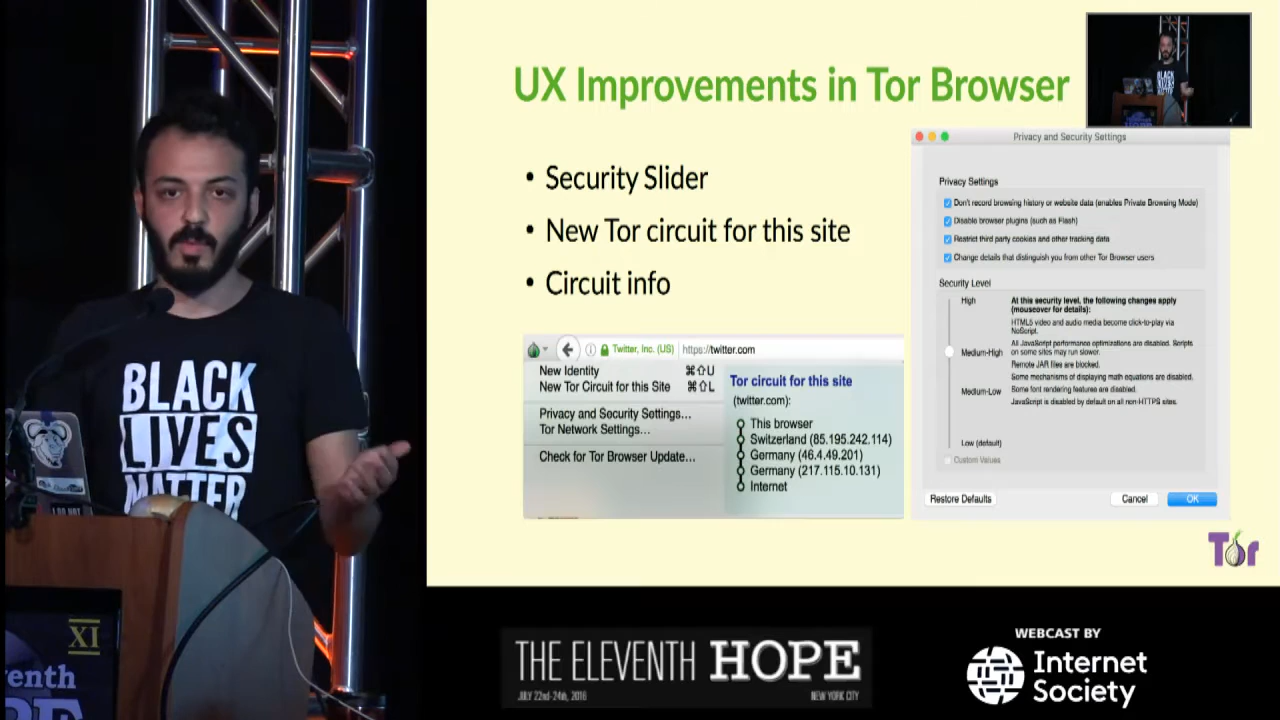 UX Improvements in Tor Browser
• Security Slider
• New Tor circuit for this site
• Circuit info
Twitter, Inc. (US) https://twitter.com
New Identity ⌘⇧U
New Tor Circuit for this Site ⌘⇧L
Privacy and Security Settings...
Tor Network Settings...
Check for Tor Browser Update...
Tor circuit for this site
(twitter.com):
This browser
Switzerland (85.195.242.114)
Germany (46.4.49.201)
Germany (217.115.10.131)
Internet
Privacy and Security Settings
Privacy Settings
Don't record browsing history or website data (enables Private Browsing Mode)
Disable browser plugins (such as Flash)
Restrict third party cookies and other tracking data
Change details that distinguish you from other Tor Browser users
Security Level
High
Medium-High
Medium-Low
Low (default)
At this security level, the following changes apply
(mouseover for details):
HTML5 video and audio media become click-to-play via
NoScript.
All JavaScript performance optimizations are disabled. Scripts
on some sites may run slower.
Remote JAR files are blocked.
Some mechanisms of displaying math equations are disabled.
Some font rendering features are disabled.
JavaScript is disabled by default on all non-HTTPS sites.
Custom Values
Restore Defaults Cancel OK
Tor
BLACK
LIVES
MATTER
I DO NOT
XI
enth
THE ELEVENTH HOPE
JULY 22nd-24th, 2016 NEW YORK CITY
WEBCAST BY
Internet
Society